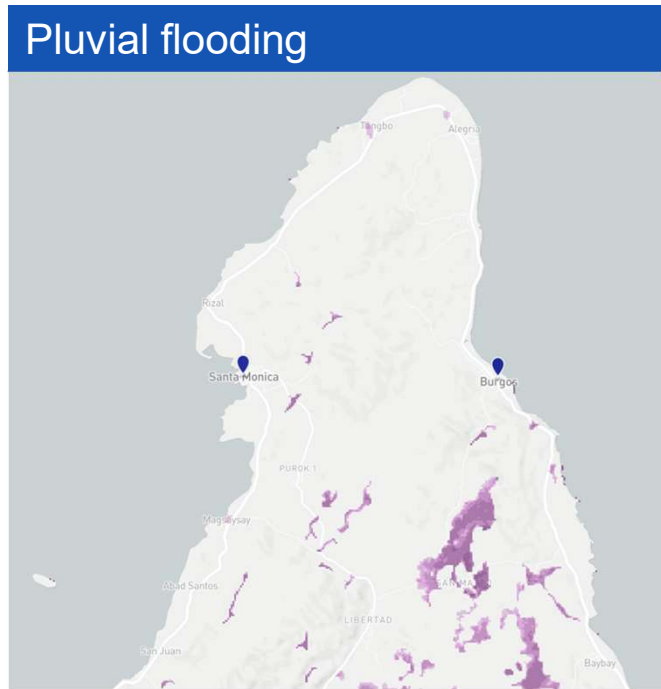 Pluvial flooding
Tangbo
Alegria
Rizal
Santa Monica
Burgos
PUROK 1
Magsaysay
Abad Santos
LIBERTAD
San Juan
Baybay